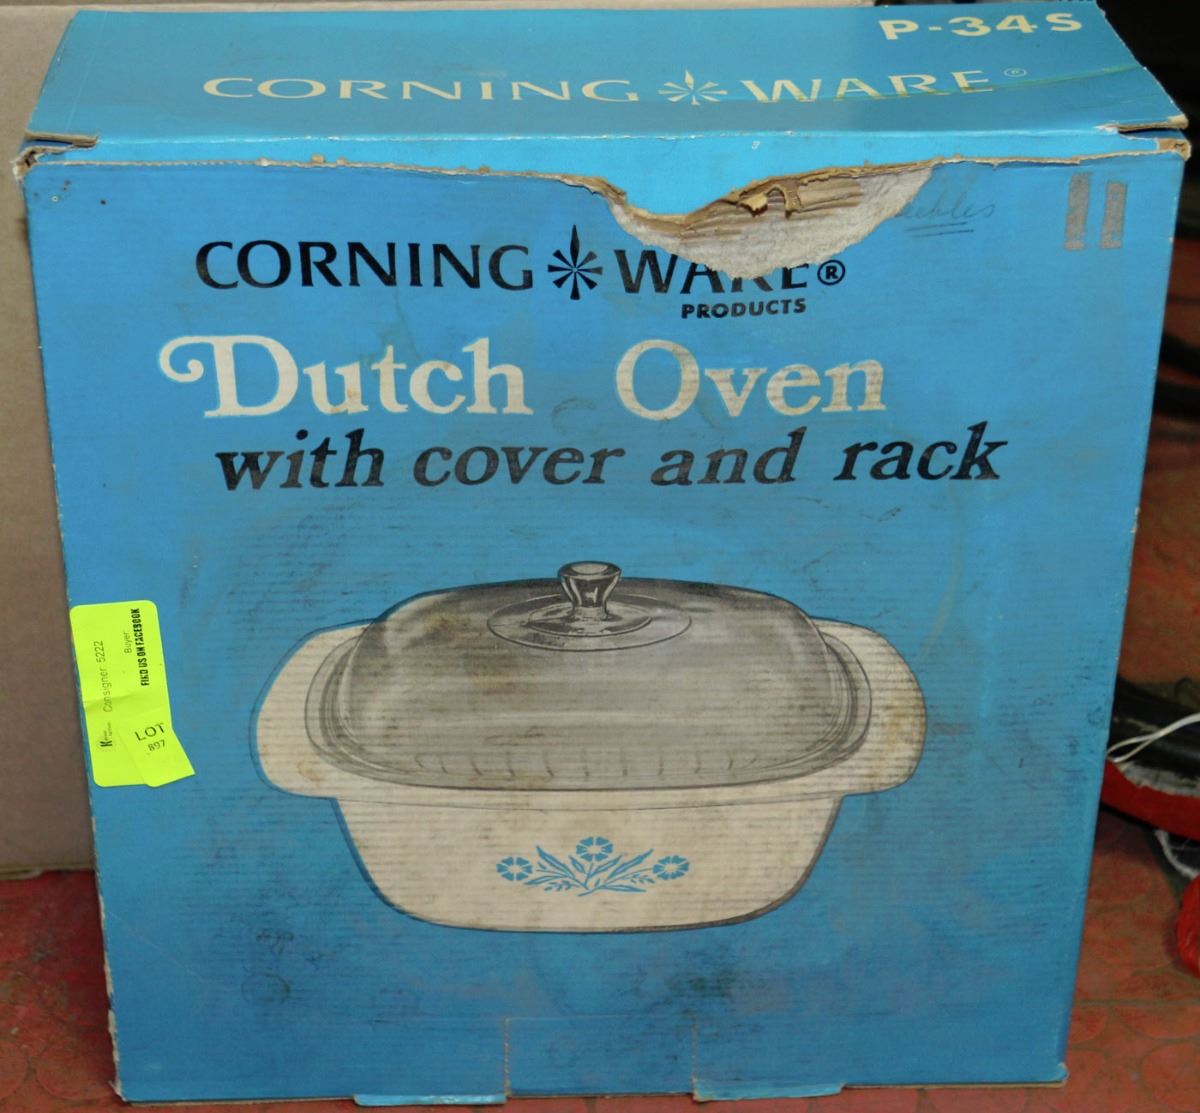 P-34S
CORNING WARE ®
CORNING WARE®
PRODUCTS
Dutch Oven
with cover and rack
Consigner: 5222
Buyer:
FIND US ON FACEBOOK
LOT
897